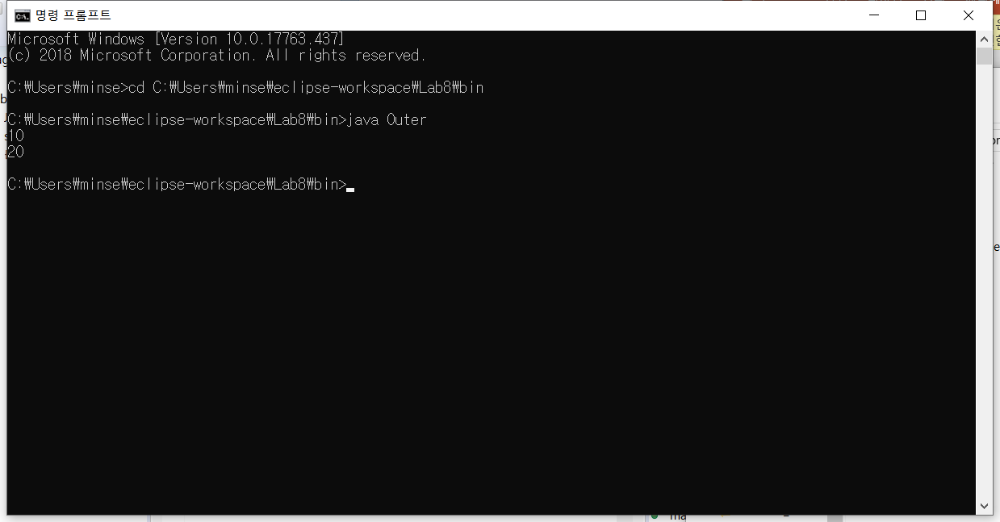 명령 프롬프트
Microsoft Windows [Version 10.0.17763.437]
(c) 2018 Microsoft Corporation. All rights reserved.
C:₩Users₩minse>cd C:₩Users₩minse₩eclipse-workspace₩Lab8₩bin
C:₩Users₩minse₩eclipse-workspace₩Lab8₩bin>java Outer
10
20
C:₩Users₩minse₩eclipse-workspace₩Lab8₩bin>